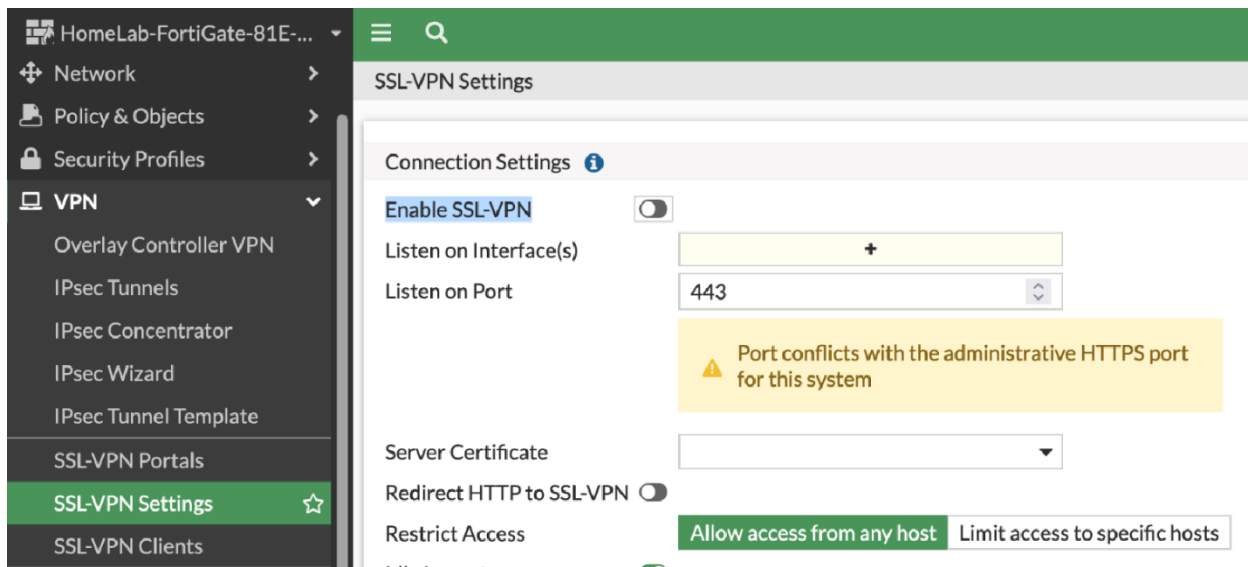 HomeLab-FortiGate-81E-...
Network
Policy & Objects
Security Profiles
VPN
Overlay Controller VPN
IPsec Tunnels
IPsec Concentrator
IPsec Wizard
IPsec Tunnel Template
SSL-VPN Portals
SSL-VPN Settings
SSL-VPN Clients
SSL-VPN Settings
Connection Settings
Enable SSL-VPN
Listen on Interface(s)
+
Listen on Port
443
Port conflicts with the administrative HTTPS port
for this system
Server Certificate
Redirect HTTP to SSL-VPN
Restrict Access
Allow access from any host
Limit access to specific hosts